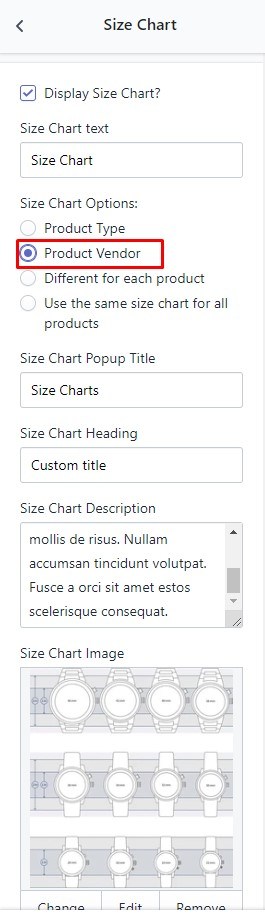 Size Chart
Display Size Chart?
Size Chart text
Size Chart
Size Chart Options:
Product Type
Product Vendor
Different for each product
Use the same size chart for all
products
Size Chart Popup Title
Size Charts
Size Chart Heading
Custom title
Size Chart Description
mollis de risus. Nullam
accumsan tincidunt volutpat.
Fusce a orci sit amet estos
scelerisque consequat.
Size Chart Image
Change Edit Remove